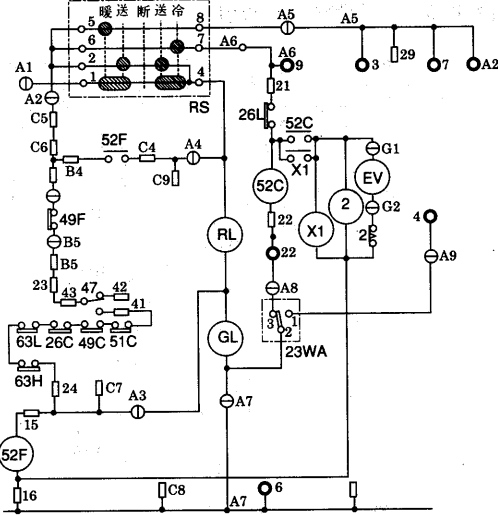 暖 送 断 送 冷
5 8 A5 A5
6 7 A6 A6 9 3 29 7 A2
A1 2
1 4 RS
A2 21
C5 26L 52C
C6 52F C4 A4 G1
B4 C9 X1 EV
52C 2 G2
49F RL 22 X1 2 4
B5 22
B5 A9
23 47 42 A8
43 41 3 2 1
63L 26C 49C 51C GL 23WA
63H
24 C7 A3 A7
15
52F
16 C8 A7 6